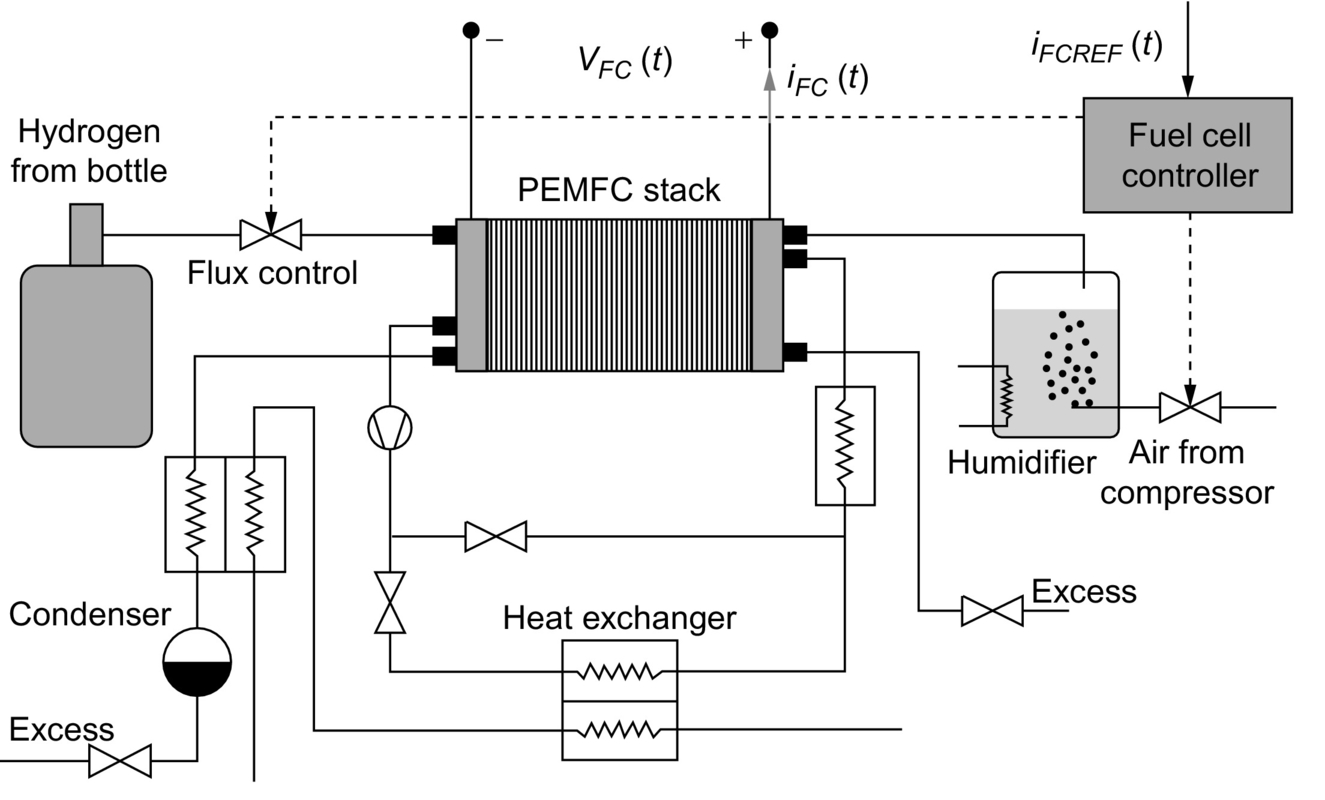 −
V_FC (t)
+
i_FC (t)
i_FCREF (t)
Hydrogen
from bottle
Fuel cell
controller
PEMFC stack
Flux control
Humidifier
Air from
compressor
Condenser
Heat exchanger
Excess
Excess